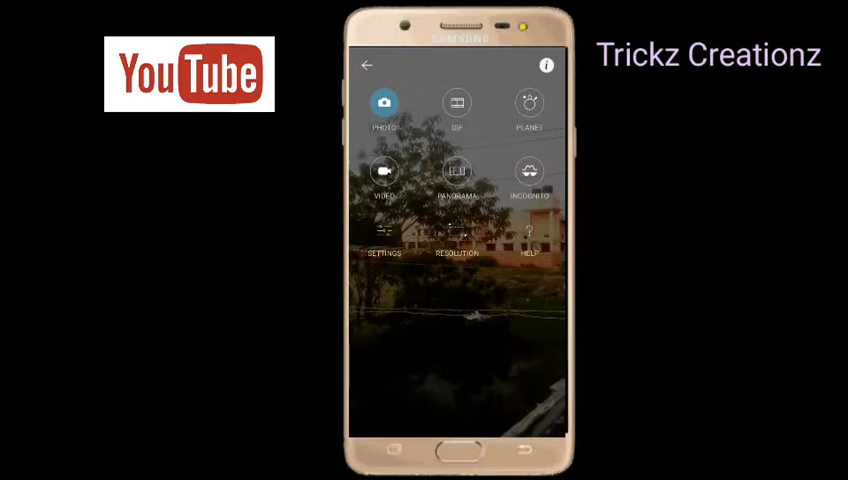 YouTube
Trickz Creationz
SAMSUNG
i
PHOTO GIF PLANET
VIDEO PANORAMA INCOGNITO
SETTINGS RESOLUTION HELP